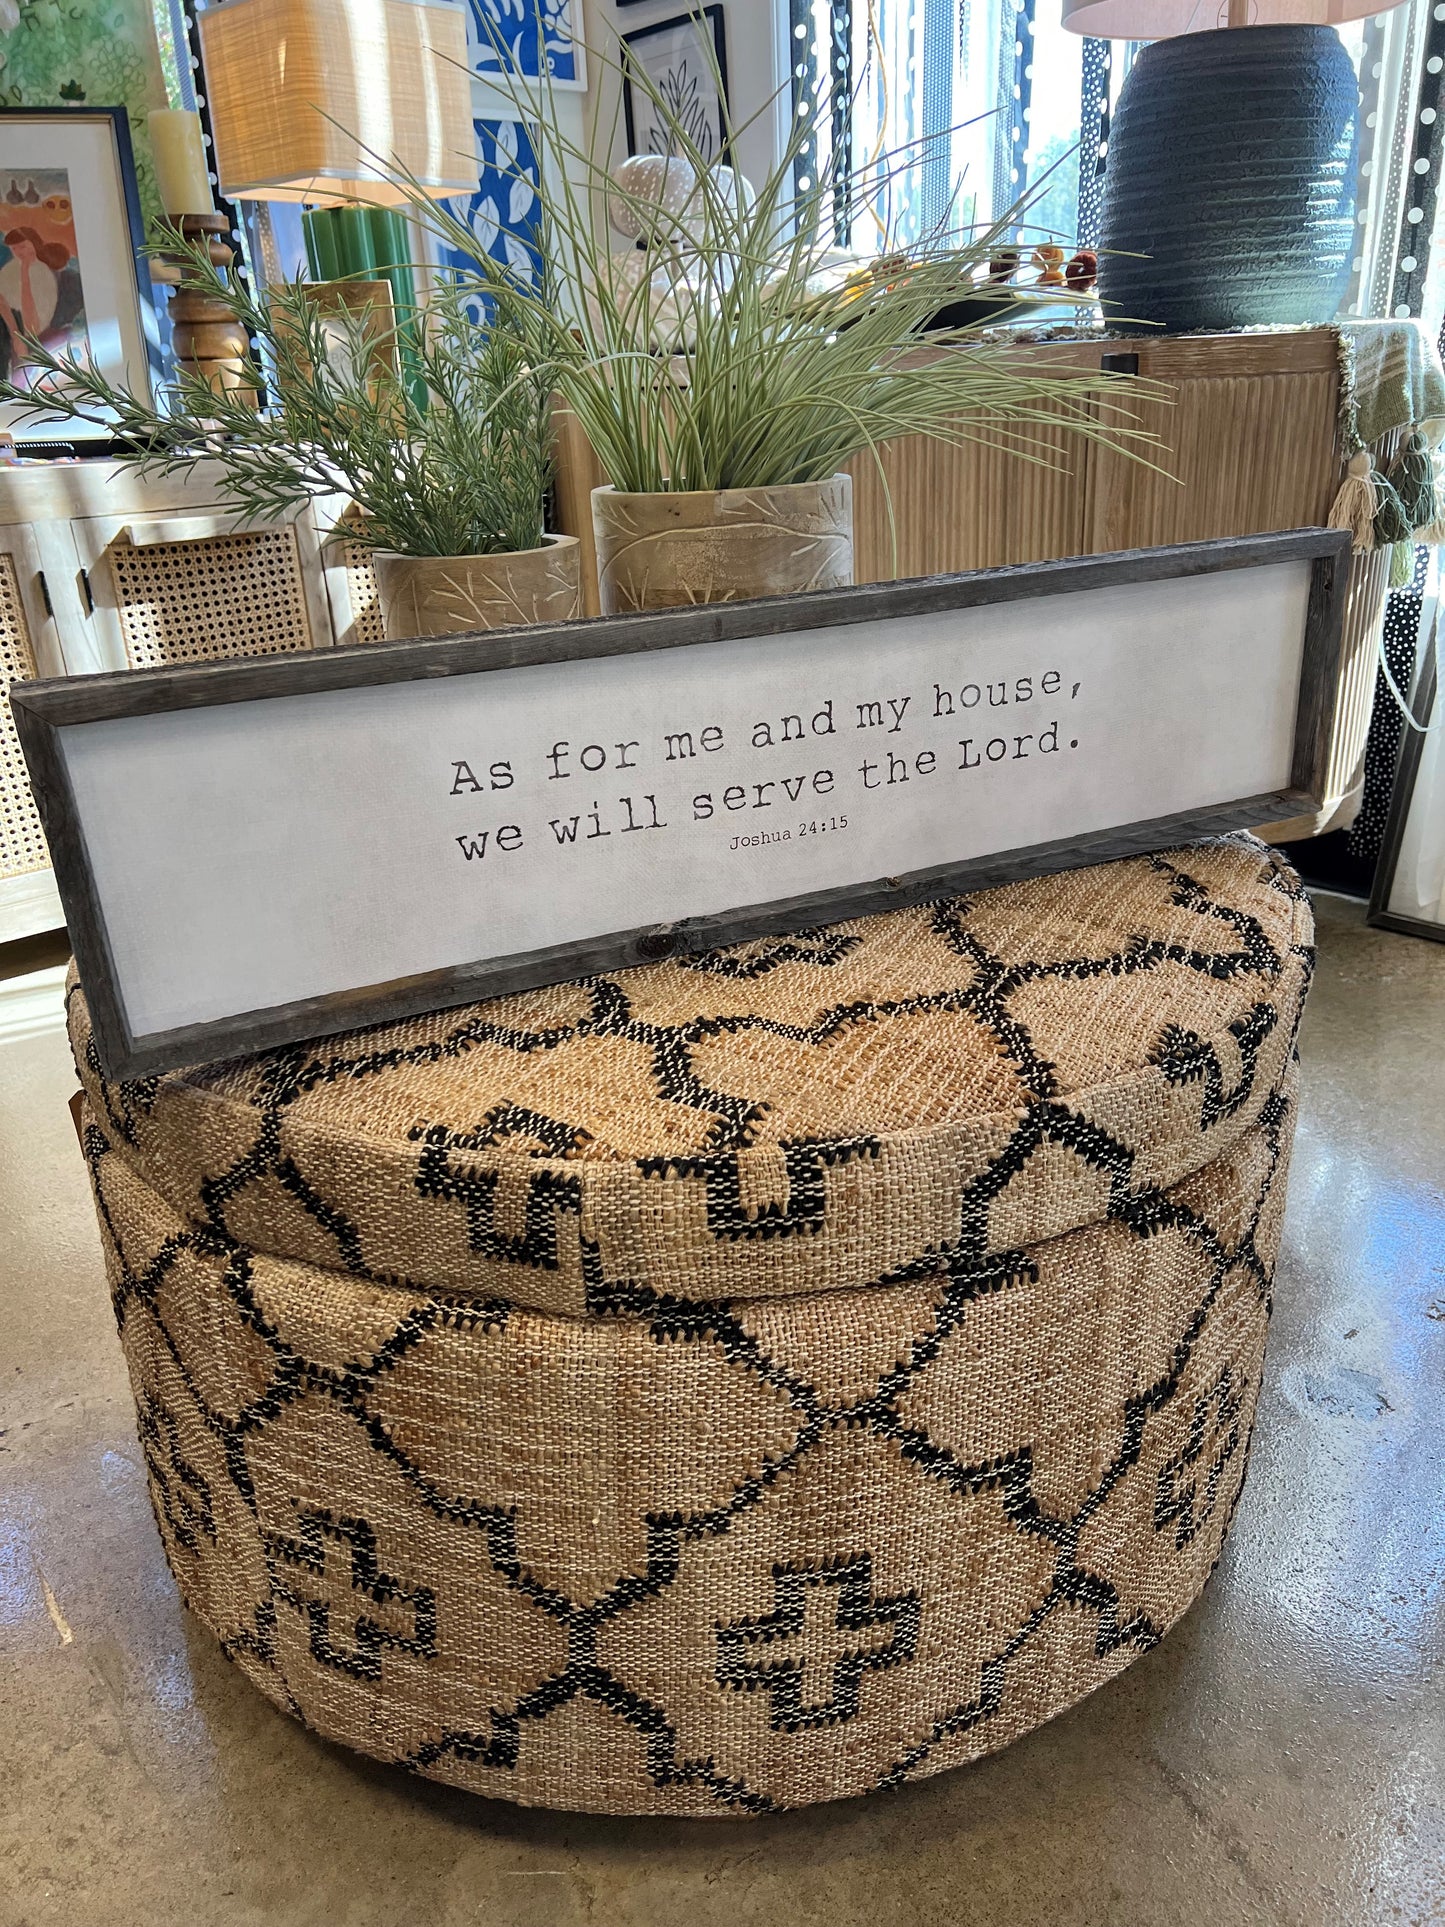 As for me and my house,
we will serve the Lord.
Joshua 24:15